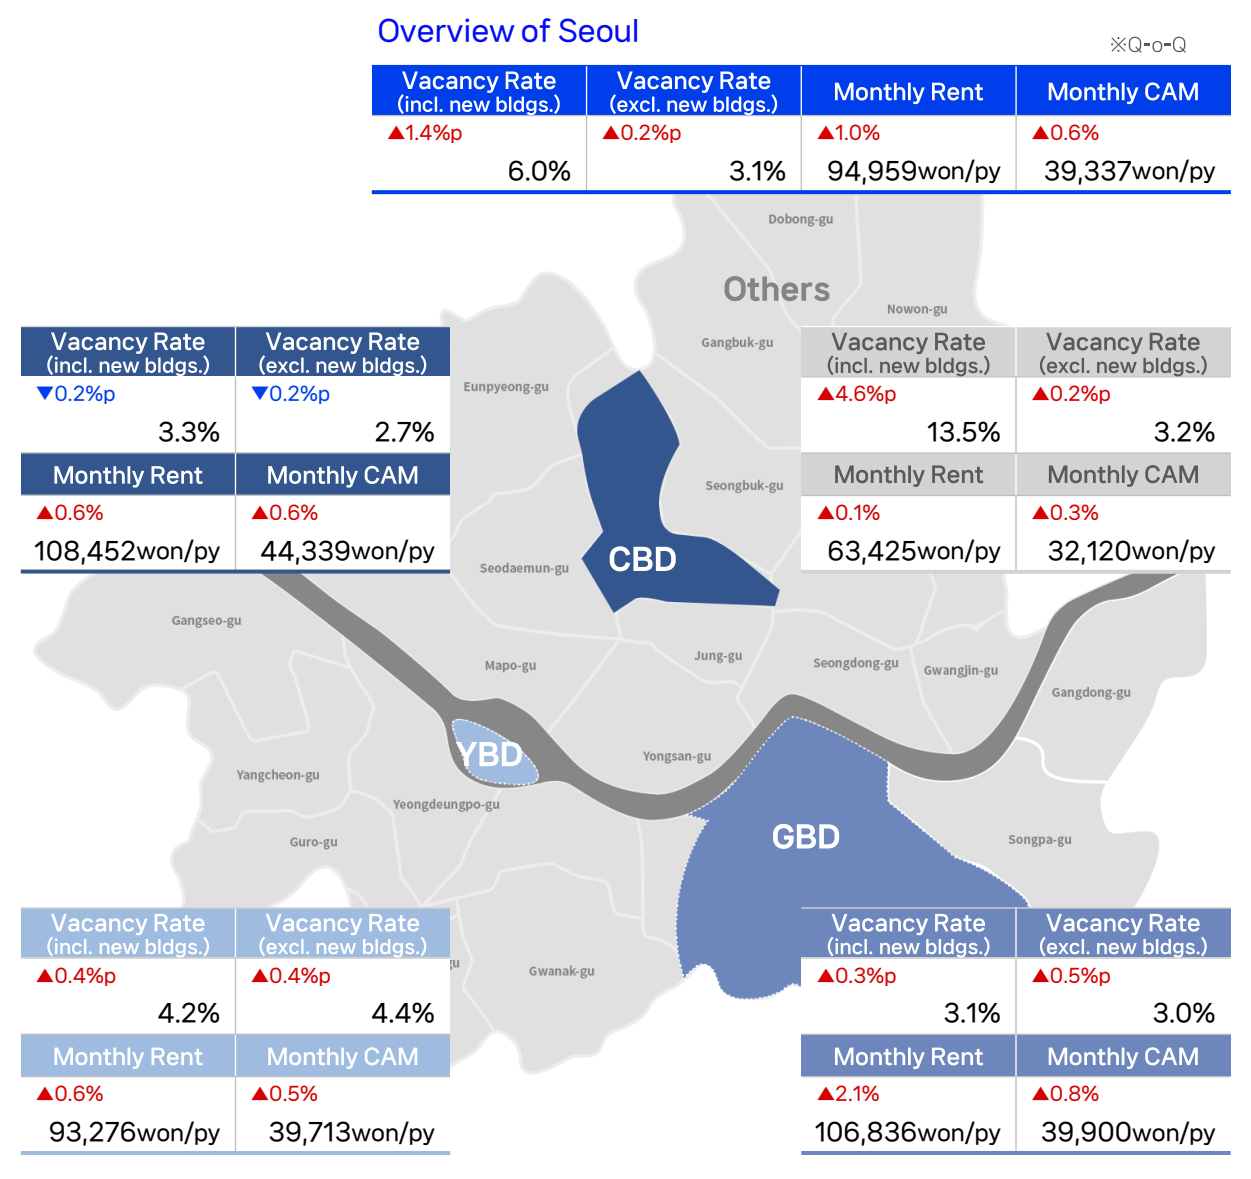 Overview of Seoul
※Q-o-Q
Vacancy Rate (incl. new bldgs.) Vacancy Rate (excl. new bldgs.) Monthly Rent Monthly CAM
▲1.4%p ▲0.2%p ▲1.0% ▲0.6%
6.0% 3.1% 94,959won/py 39,337won/py
Dobong-gu
Others
Nowon-gu
Gangbuk-gu
Eunpyeong-gu
Vacancy Rate (incl. new bldgs.) Vacancy Rate (excl. new bldgs.)
▼0.2%p ▼0.2%p
3.3% 2.7%
Monthly Rent Monthly CAM
▲0.6% ▲0.6%
108,452won/py 44,339won/py
Vacancy Rate (incl. new bldgs.) Vacancy Rate (excl. new bldgs.)
▲4.6%p ▲0.2%p
13.5% 3.2%
Monthly Rent Monthly CAM
▲0.1% ▲0.3%
63,425won/py 32,120won/py
Seongbuk-gu
CBD
Seodaemun-gu
Gangseo-gu
Mapo-gu
Jung-gu
Seongdong-gu
Gwangjin-gu
Gangdong-gu
YBD
Yongsan-gu
Yangcheon-gu
Yeongdeungpo-gu
Guro-gu
GBD
Songpa-gu
gu
Gwanak-gu
Vacancy Rate (incl. new bldgs.) Vacancy Rate (excl. new bldgs.)
▲0.4%p ▲0.4%p
4.2% 4.4%
Monthly Rent Monthly CAM
▲0.6% ▲0.5%
93,276won/py 39,713won/py
Vacancy Rate (incl. new bldgs.) Vacancy Rate (excl. new bldgs.)
▲0.3%p ▲0.5%p
3.1% 3.0%
Monthly Rent Monthly CAM
▲2.1% ▲0.8%
106,836won/py 39,900won/py